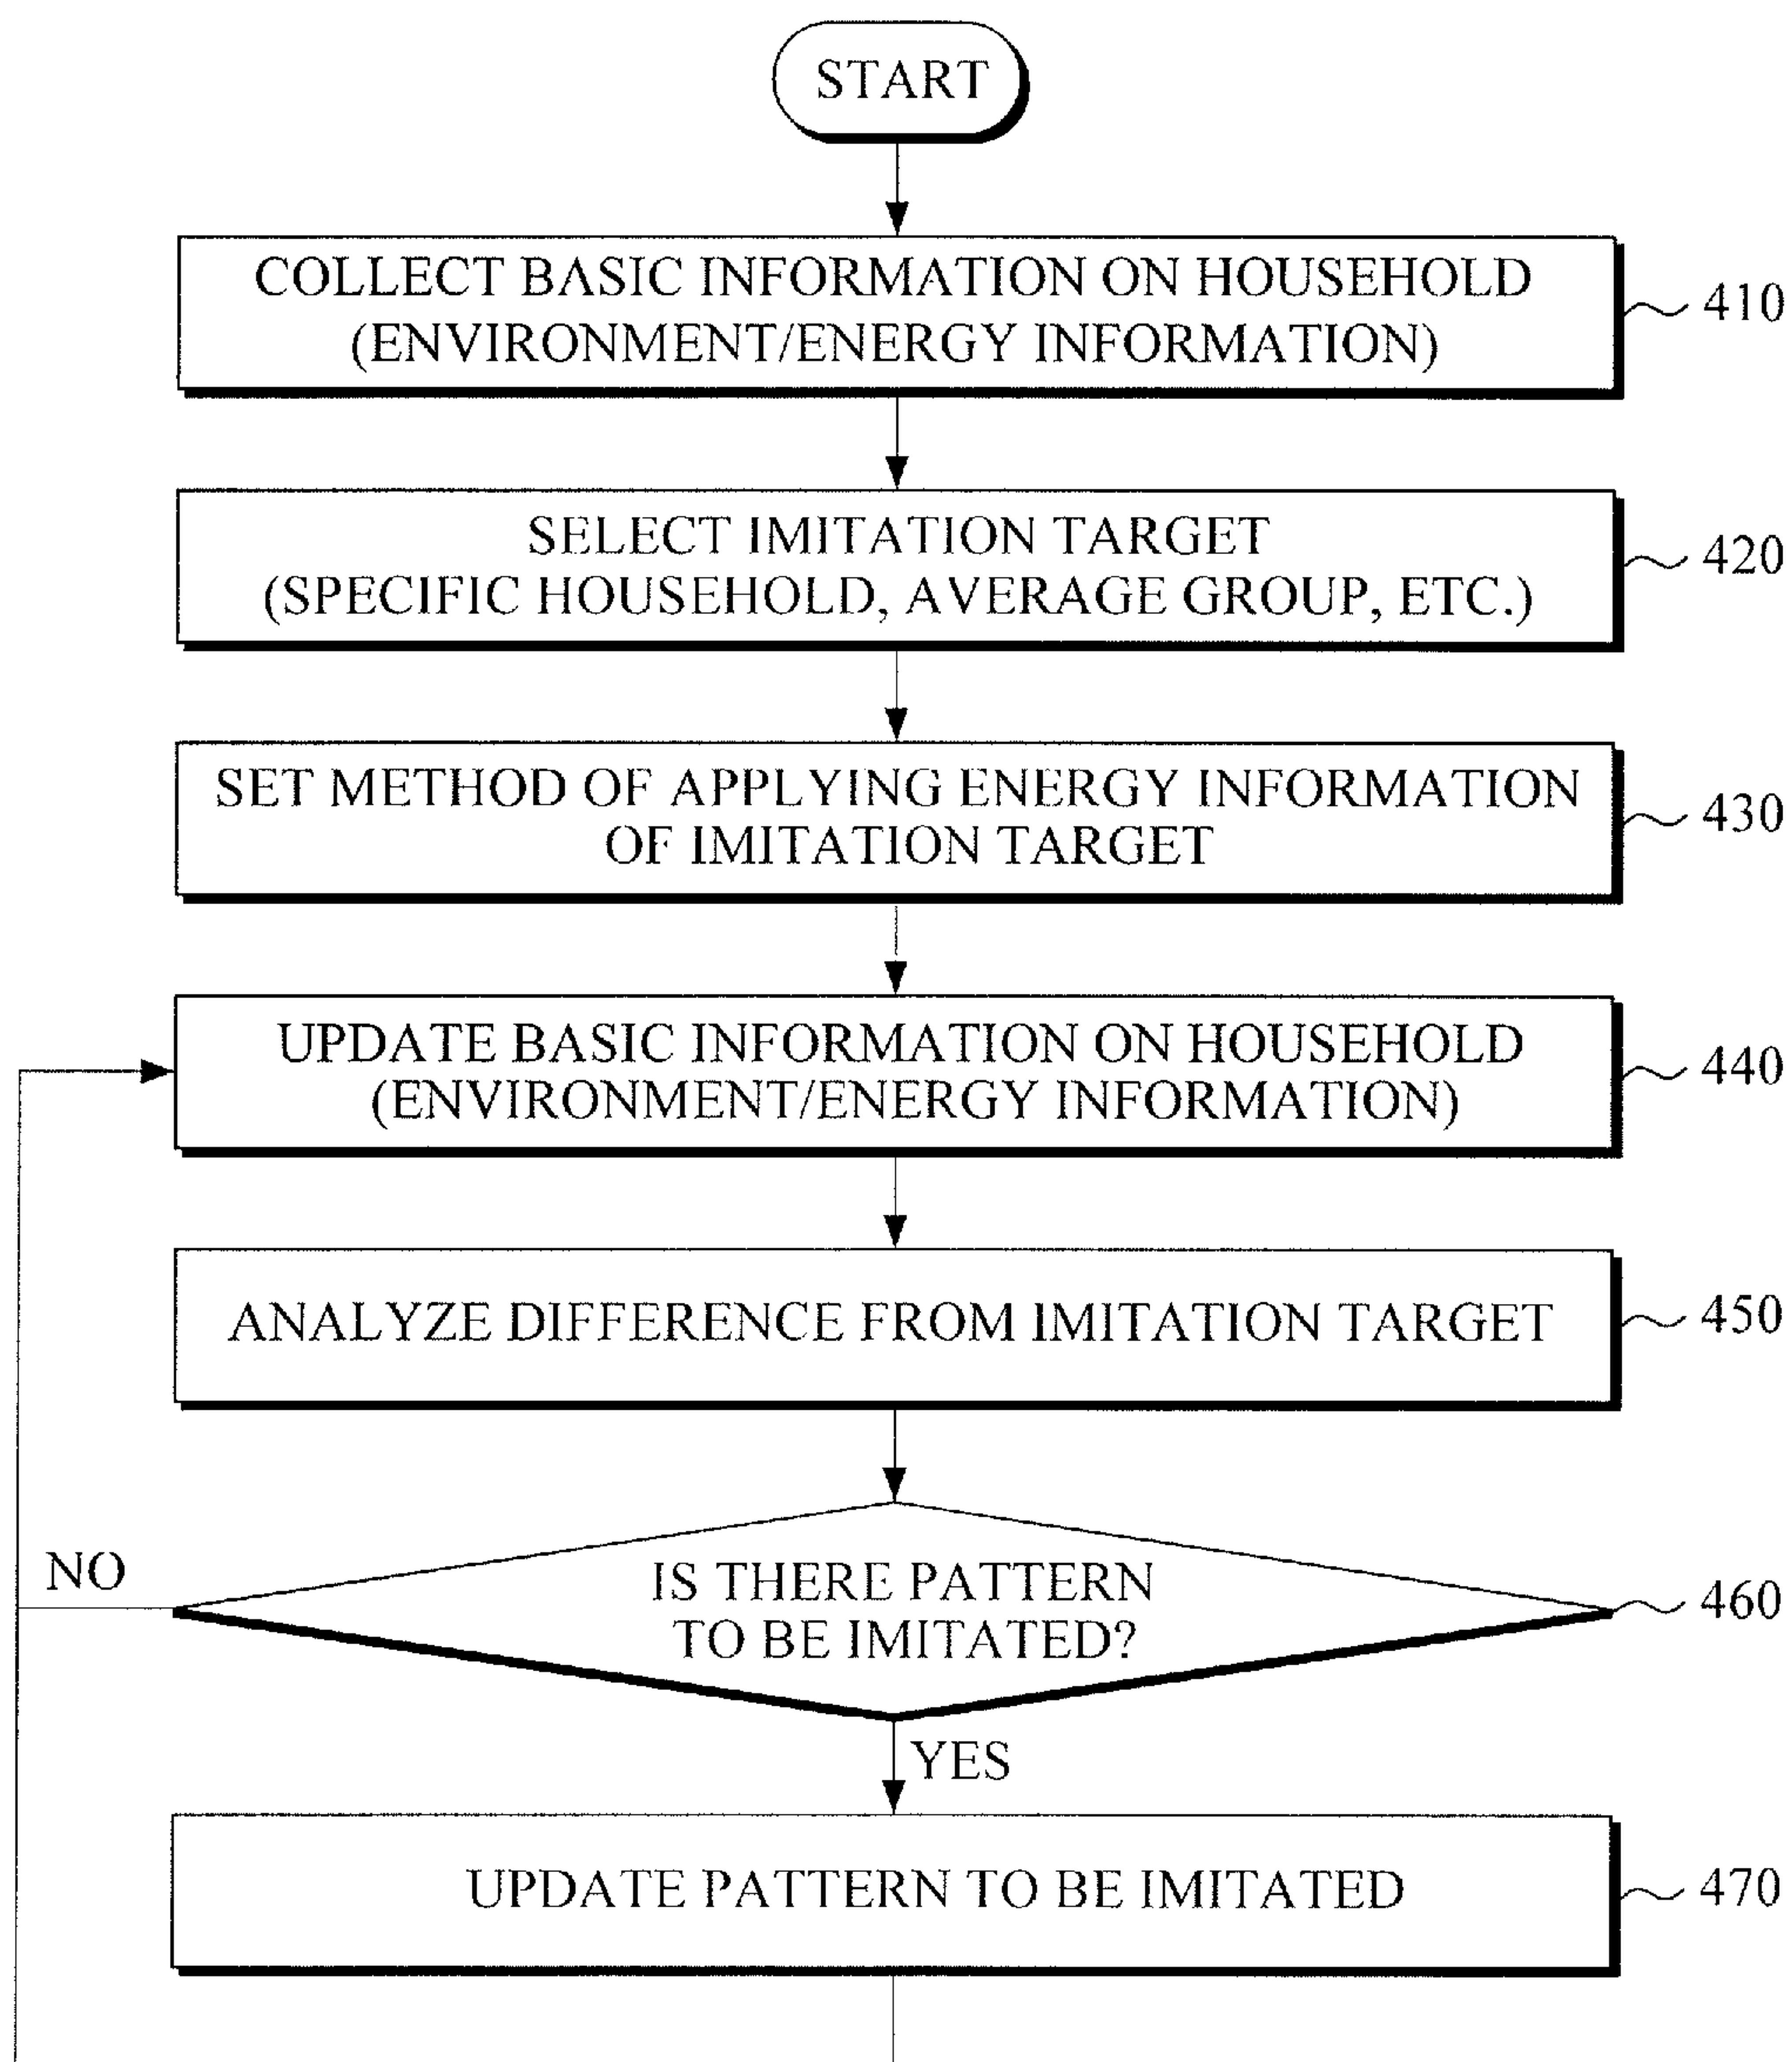 START
COLLECT BASIC INFORMATION ON HOUSEHOLD
(ENVIRONMENT/ENERGY INFORMATION)
410
SELECT IMITATION TARGET
(SPECIFIC HOUSEHOLD, AVERAGE GROUP, ETC.)
420
SET METHOD OF APPLYING ENERGY INFORMATION
OF IMITATION TARGET
430
UPDATE BASIC INFORMATION ON HOUSEHOLD
(ENVIRONMENT/ENERGY INFORMATION)
440
ANALYZE DIFFERENCE FROM IMITATION TARGET
450
NO
IS THERE PATTERN
TO BE IMITATED?
460
YES
UPDATE PATTERN TO BE IMITATED
470